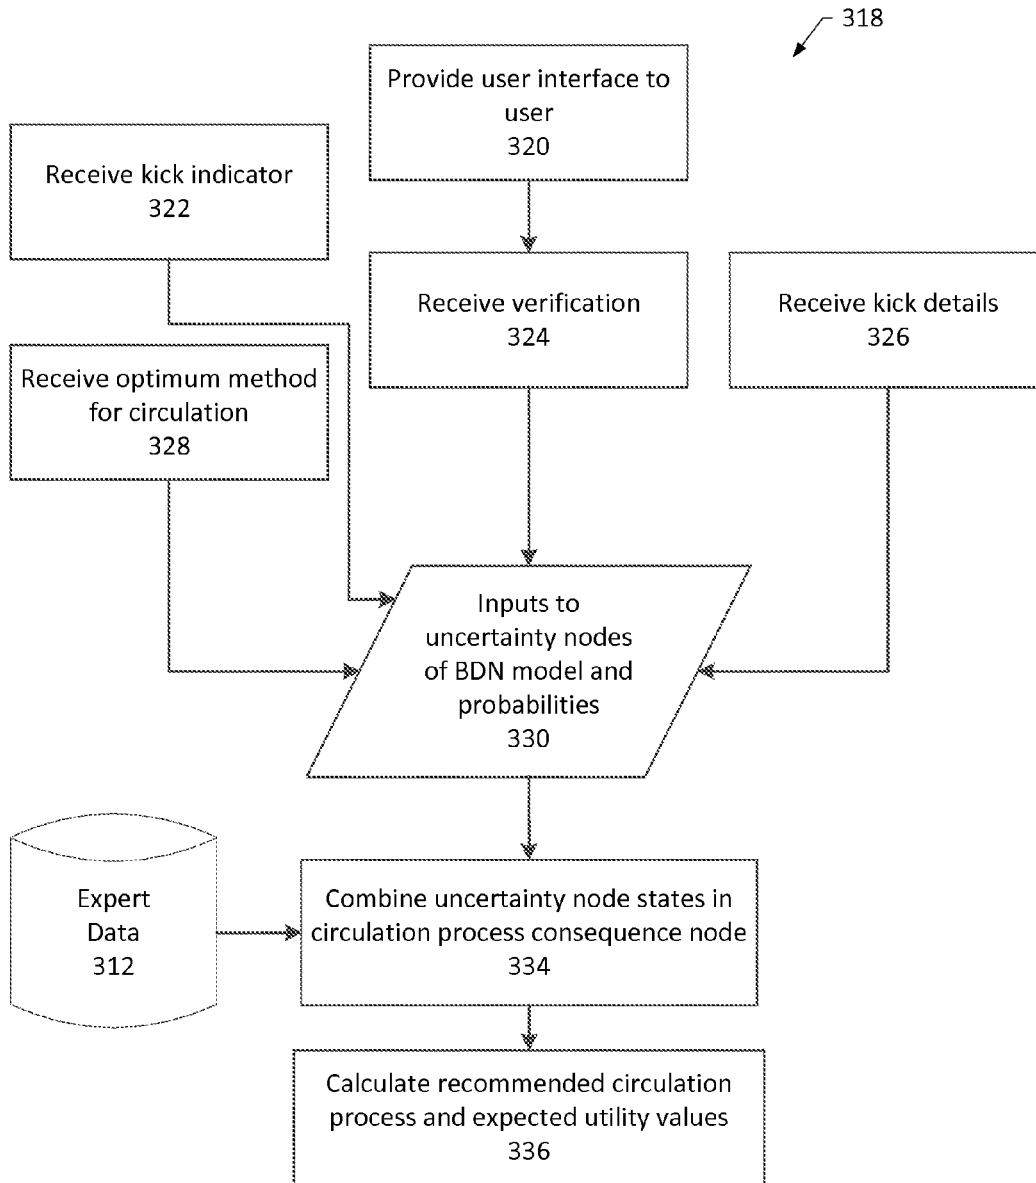 318
Provide user interface to
user
320
Receive kick indicator
322
Receive verification
324
Receive kick details
326
Receive optimum method
for circulation
328
Inputs to
uncertainty nodes
of BDN model and
probabilities
330
Expert
Data
312
Combine uncertainty node states in
circulation process consequence node
334
Calculate recommended circulation
process and expected utility values
336